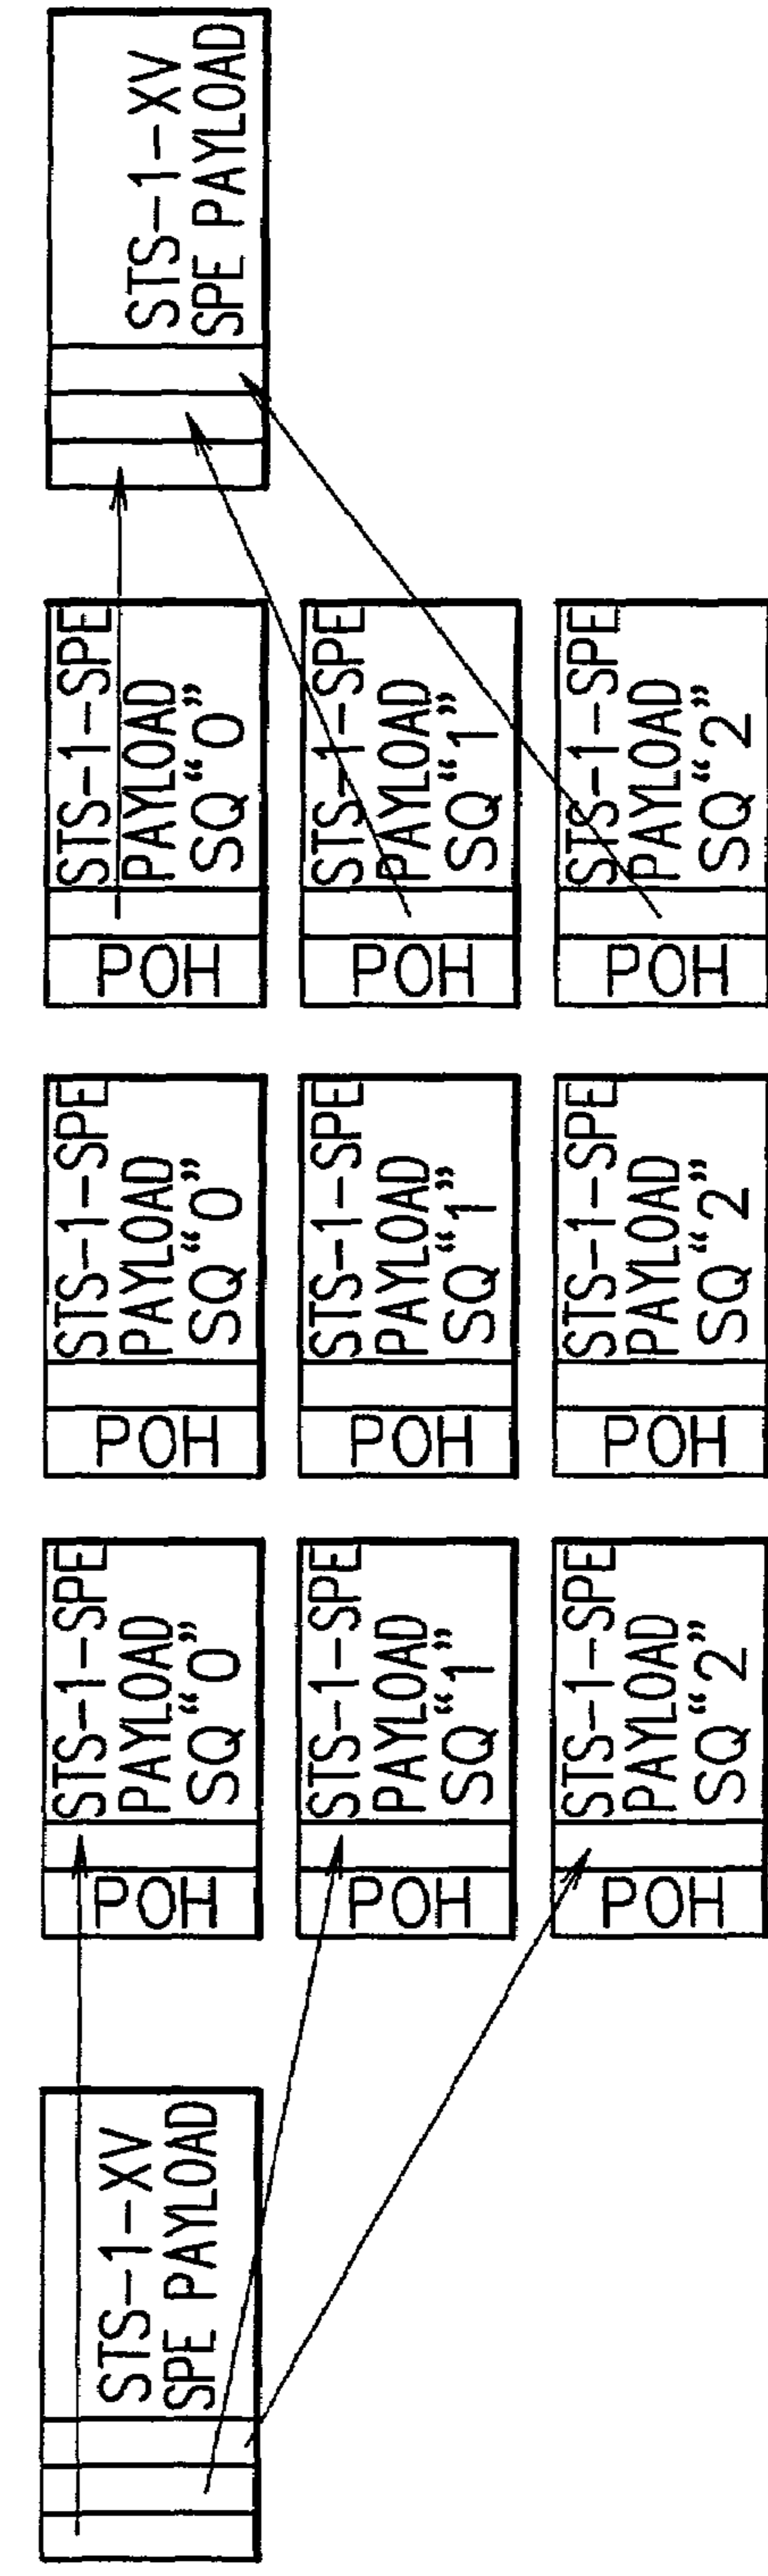 STS-1-XV
SPE PAYLOAD
POH
STS-1-SPE
PAYLOAD
SQ“0”
POH
STS-1-SPE
PAYLOAD
SQ“0”
POH
STS-1-SPE
PAYLOAD
SQ“0”
STS-1-XV
SPE PAYLOAD
POH
STS-1-SPE
PAYLOAD
SQ“1”
POH
STS-1-SPE
PAYLOAD
SQ“1”
POH
STS-1-SPE
PAYLOAD
SQ“1”
POH
STS-1-SPE
PAYLOAD
SQ“2”
POH
STS-1-SPE
PAYLOAD
SQ“2”
POH
STS-1-SPE
PAYLOAD
SQ“2”